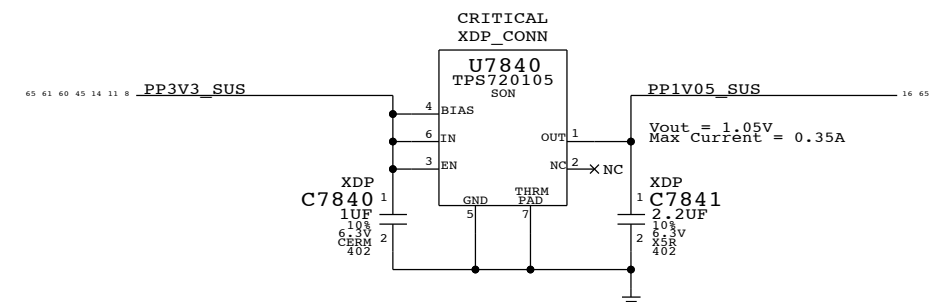 CRITICAL
XDP_CONN
U7840
TPS720105
SON
65 61 60 45 14 11 8
PP3V3_SUS
PP1V05_SUS
16 65
4
BIAS
6
IN
3
EN
OUT
1
NC
2
NC
Vout = 1.05V
Max Current = 0.35A
GND
5
THRM
PAD
7
XDP
C7840
1
1UF
10%
6.3V
CERM
402
2
XDP
C7841
1
2.2UF
10%
6.3V
X5R
402
2